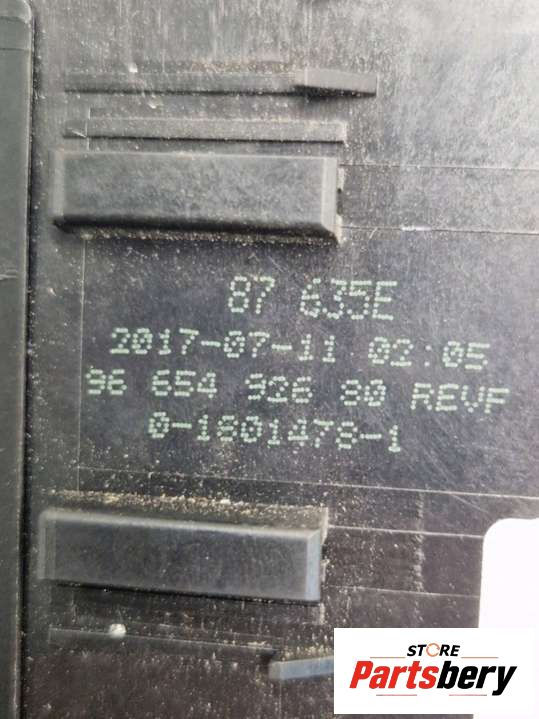 87 635E
2017-07-11 02:05
96 654 926 80 REVF
0-1801478-1
STORE
Partsbery